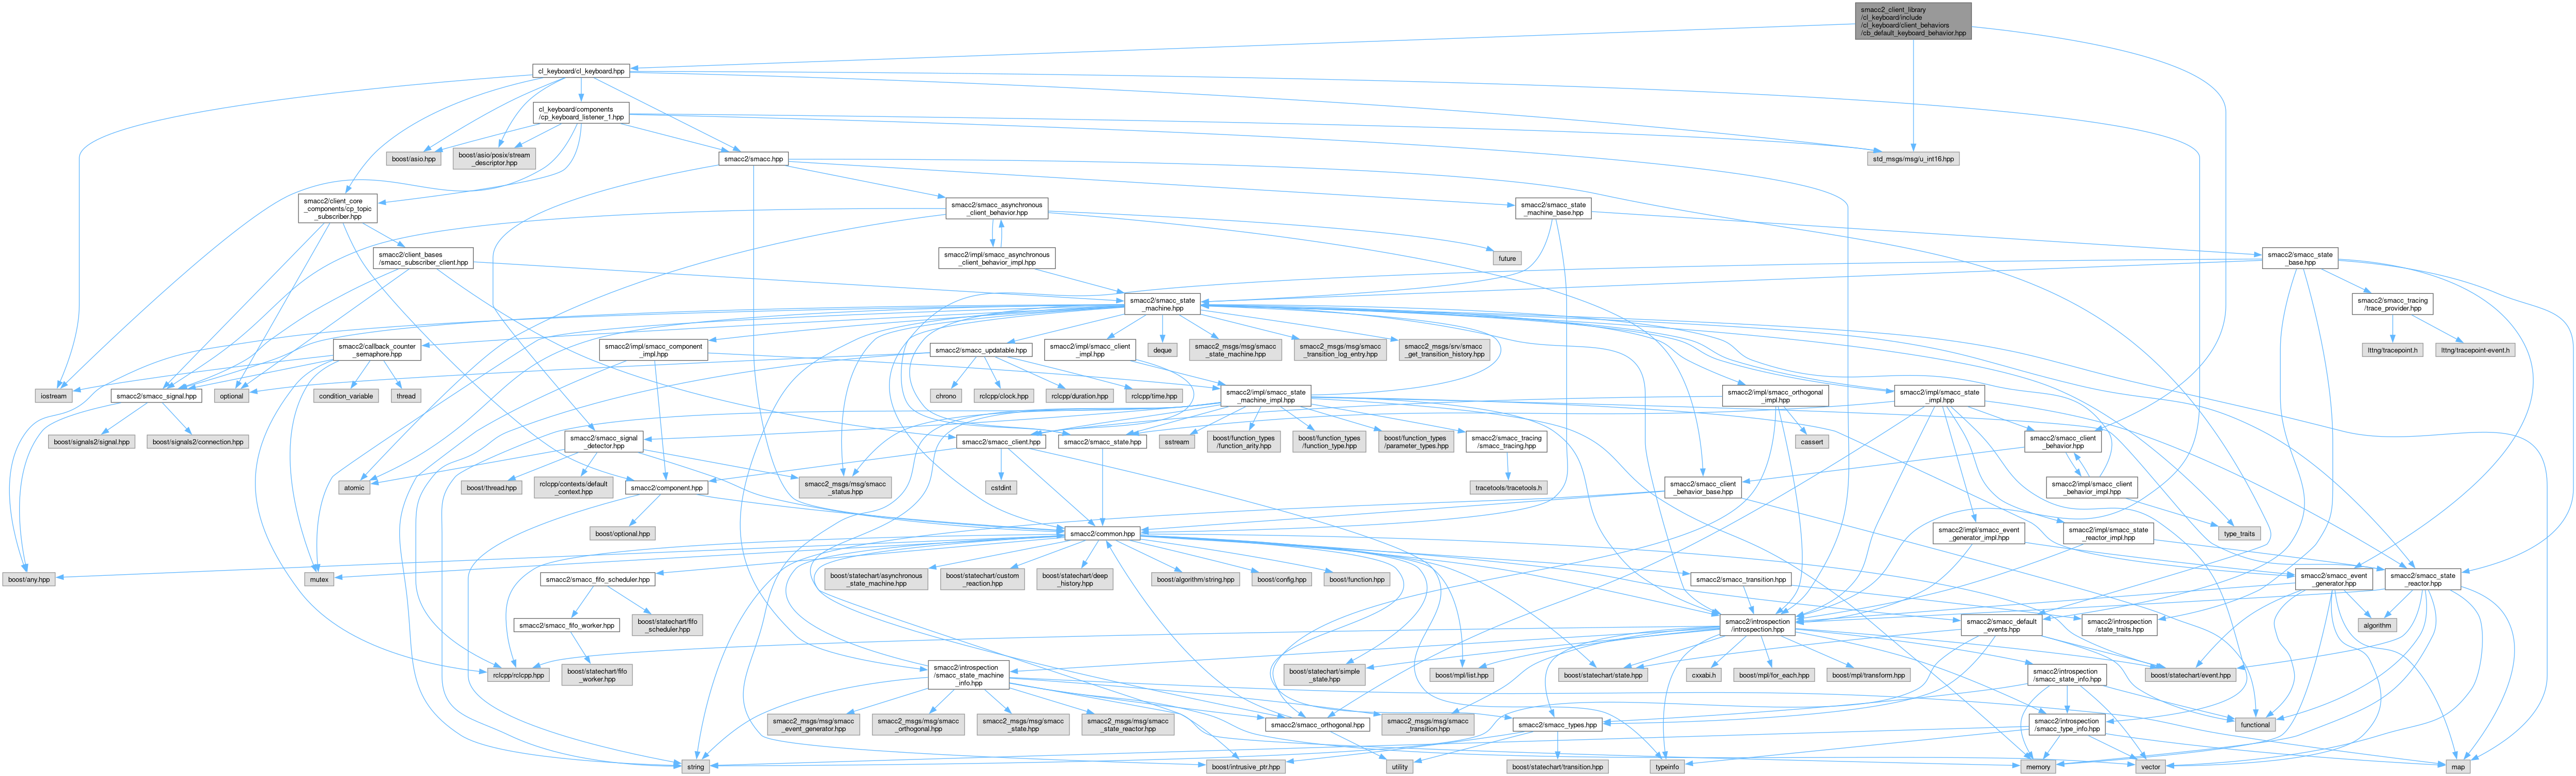 smacc2_client_library
/cl_keyboard/include
/cl_keyboard/client_behaviors
/cb_default_keyboard_behavior.hpp
cl_keyboard/cl_keyboard.hpp
cl_keyboard/components
/cp_keyboard_listener_1.hpp
boost/asio.hpp
boost/asio/posix/stream
_descriptor.hpp
smacc2/smacc.hpp
std_msgs/msg/u_int16.hpp
smacc2/client_core
_components/cp_topic
_subscriber.hpp
smacc2/smacc_asynchronous
_client_behavior.hpp
smacc2/smacc_state
_machine_base.hpp
smacc2/client_bases
/smacc_subscriber_client.hpp
smacc2/impl/smacc_asynchronous
_client_behavior_impl.hpp
future
smacc2/smacc_state
_base.hpp
smacc2/smacc_state
_machine.hpp
smacc2/smacc_tracing
/trace_provider.hpp
smacc2/callback_counter
_semaphore.hpp
smacc2/impl/smacc_component
_impl.hpp
smacc2/smacc_updatable.hpp
smacc2/impl/smacc_client
_impl.hpp
deque
smacc2_msgs/msg/smacc
_state_machine.hpp
smacc2_msgs/msg/smacc
_transition_log_entry.hpp
smacc2_msgs/srv/smacc
_get_transition_history.hpp
lttng/tracepoint.h
lttng/tracepoint-event.h
iostream
smacc2/smacc_signal.hpp
optional
condition_variable
thread
chrono
rclcpp/clock.hpp
rclcpp/duration.hpp
rclcpp/time.hpp
smacc2/impl/smacc_state
_machine_impl.hpp
smacc2/impl/smacc_orthogonal
_impl.hpp
smacc2/impl/smacc_state
_impl.hpp
boost/signals2/signal.hpp
boost/signals2/connection.hpp
smacc2/smacc_signal
_detector.hpp
smacc2/smacc_client.hpp
smacc2/smacc_state.hpp
sstream
boost/function_types
/function_arity.hpp
boost/function_types
/function_type.hpp
boost/function_types
/parameter_types.hpp
smacc2/smacc_tracing
/smacc_tracing.hpp
cassert
smacc2/smacc_client
_behavior.hpp
atomic
boost/thread.hpp
rclcpp/contexts/default
_context.hpp
smacc2/component.hpp
smacc2_msgs/msg/smacc
_status.hpp
cstdint
tracetools/tracetools.h
smacc2/smacc_client
_behavior_base.hpp
smacc2/impl/smacc_client
_behavior_impl.hpp
boost/optional.hpp
smacc2/common.hpp
smacc2/impl/smacc_event
_generator_impl.hpp
smacc2/impl/smacc_state
_reactor_impl.hpp
type_traits
boost/any.hpp
mutex
smacc2/smacc_fifo_scheduler.hpp
boost/statechart/asynchronous
_state_machine.hpp
boost/statechart/custom
_reaction.hpp
boost/statechart/deep
_history.hpp
boost/algorithm/string.hpp
boost/config.hpp
boost/function.hpp
smacc2/smacc_transition.hpp
smacc2/smacc_event
_generator.hpp
smacc2/smacc_state
_reactor.hpp
smacc2/smacc_fifo_worker.hpp
boost/statechart/fifo
_scheduler.hpp
smacc2/introspection
/introspection.hpp
smacc2/smacc_default
_events.hpp
smacc2/introspection
/state_traits.hpp
algorithm
rclcpp/rclcpp.hpp
boost/statechart/fifo
_worker.hpp
smacc2/introspection
/smacc_state_machine
_info.hpp
boost/statechart/simple
_state.hpp
boost/mpl/list.hpp
boost/statechart/state.hpp
cxxabi.h
boost/mpl/for_each.hpp
boost/mpl/transform.hpp
smacc2/introspection
/smacc_state_info.hpp
boost/statechart/event.hpp
smacc2_msgs/msg/smacc
_event_generator.hpp
smacc2_msgs/msg/smacc
_orthogonal.hpp
smacc2_msgs/msg/smacc
_state.hpp
smacc2_msgs/msg/smacc
_state_reactor.hpp
smacc2/smacc_orthogonal.hpp
smacc2_msgs/msg/smacc
_transition.hpp
smacc2/smacc_types.hpp
smacc2/introspection
/smacc_type_info.hpp
functional
string
boost/intrusive_ptr.hpp
utility
boost/statechart/transition.hpp
typeinfo
memory
vector
map